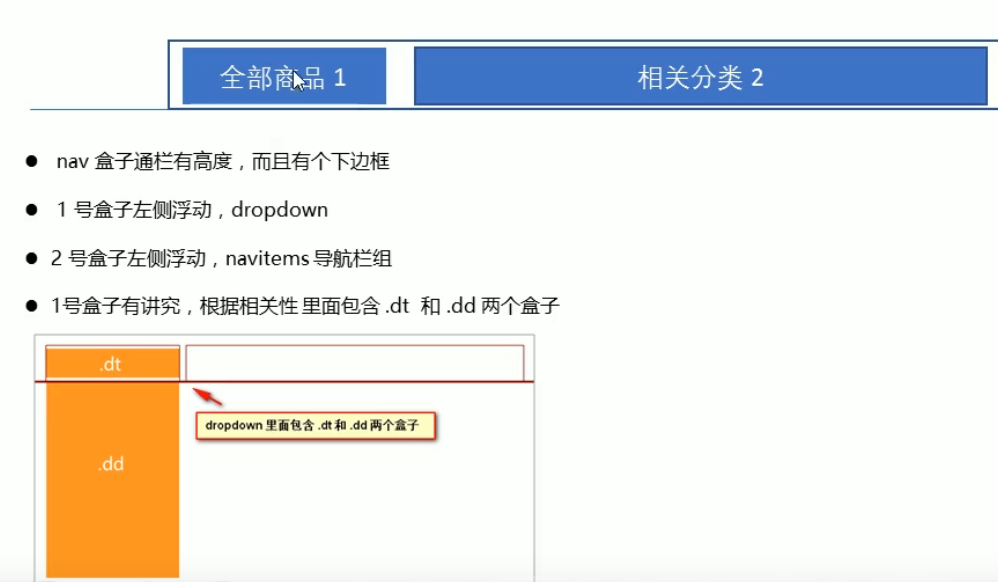 全部商品 1
相关分类 2
nav 盒子通栏有高度，而且有个下边框
1 号盒子左侧浮动，dropdown
2 号盒子左侧浮动，navitems 导航栏组
1号盒子有讲究，根据相关性 里面包含 .dt 和 .dd 两个盒子
.dt
dropdown 里面包含 .dt 和 .dd 两个盒子
.dd